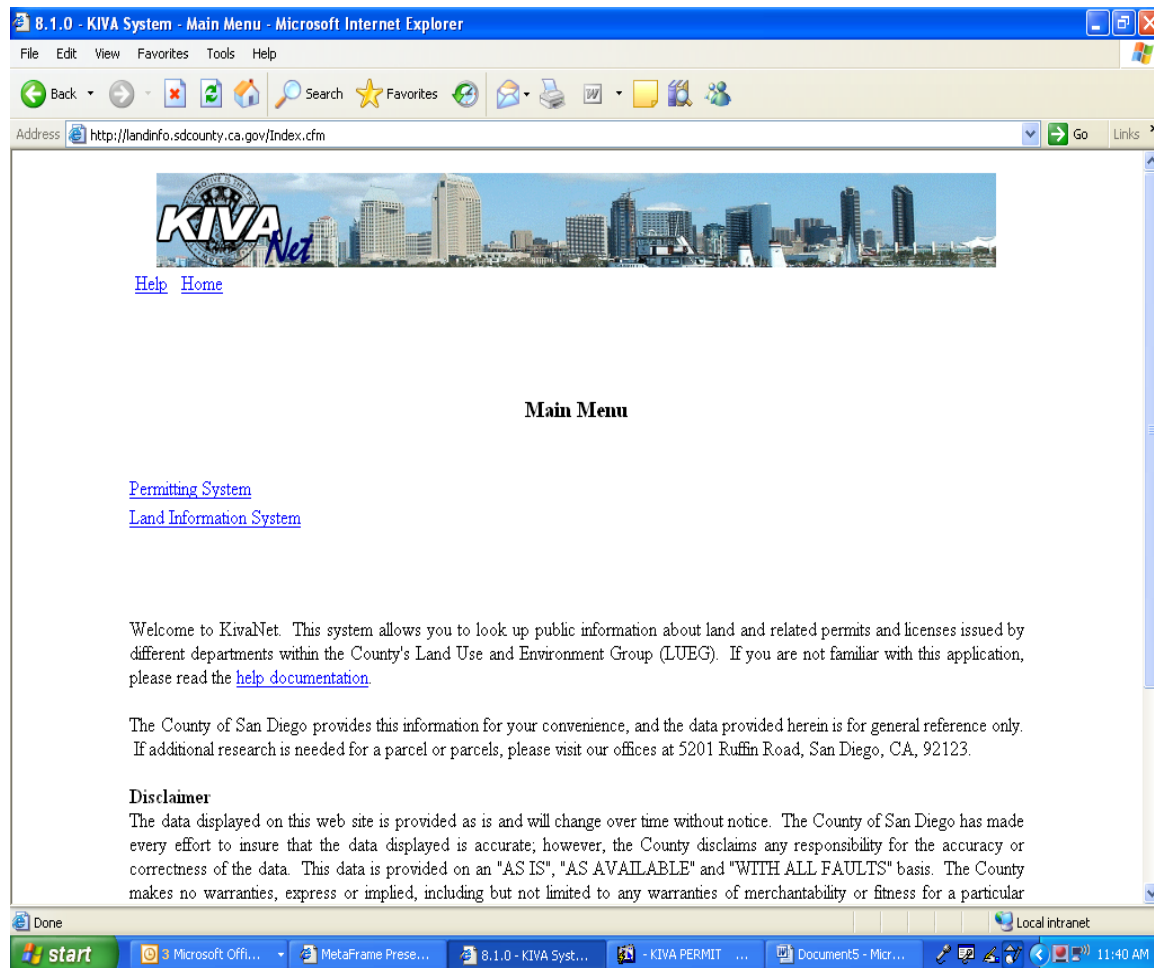 8.1.0 - KIVA System - Main Menu - Microsoft Internet Explorer
File Edit View Favorites Tools Help
Back Search Favorites
Address http://landinfo.sdcounty.ca.gov/Index.cfm Go Links
KIVA
Net
Help Home
Main Menu
Permitting System
Land Information System
Welcome to KivaNet. This system allows you to look up public information about land and related permits and licenses issued by
different departments within the County's Land Use and Environment Group (LUEG). If you are not familiar with this application,
please read the help documentation.
The County of San Diego provides this information for your convenience, and the data provided herein is for general reference only.
If additional research is needed for a parcel or parcels, please visit our offices at 5201 Ruffin Road, San Diego, CA, 92123.
Disclaimer
The data displayed on this web site is provided as is and will change over time without notice. The County of San Diego has made
every effort to insure that the data displayed is accurate; however, the County disclaims any responsibility for the accuracy or
correctness of the data. This data is provided on an "AS IS", "AS AVAILABLE" and "WITH ALL FAULTS" basis. The County
makes no warranties, express or implied, including but not limited to any warranties of merchantability or fitness for a particular
Done Local intranet
start 3 Microsoft Offi... MetaFrame Prese... 8.1.0 - KIVA Syst... - KIVA PERMIT ... Document5 - Micr... 11:40 AM